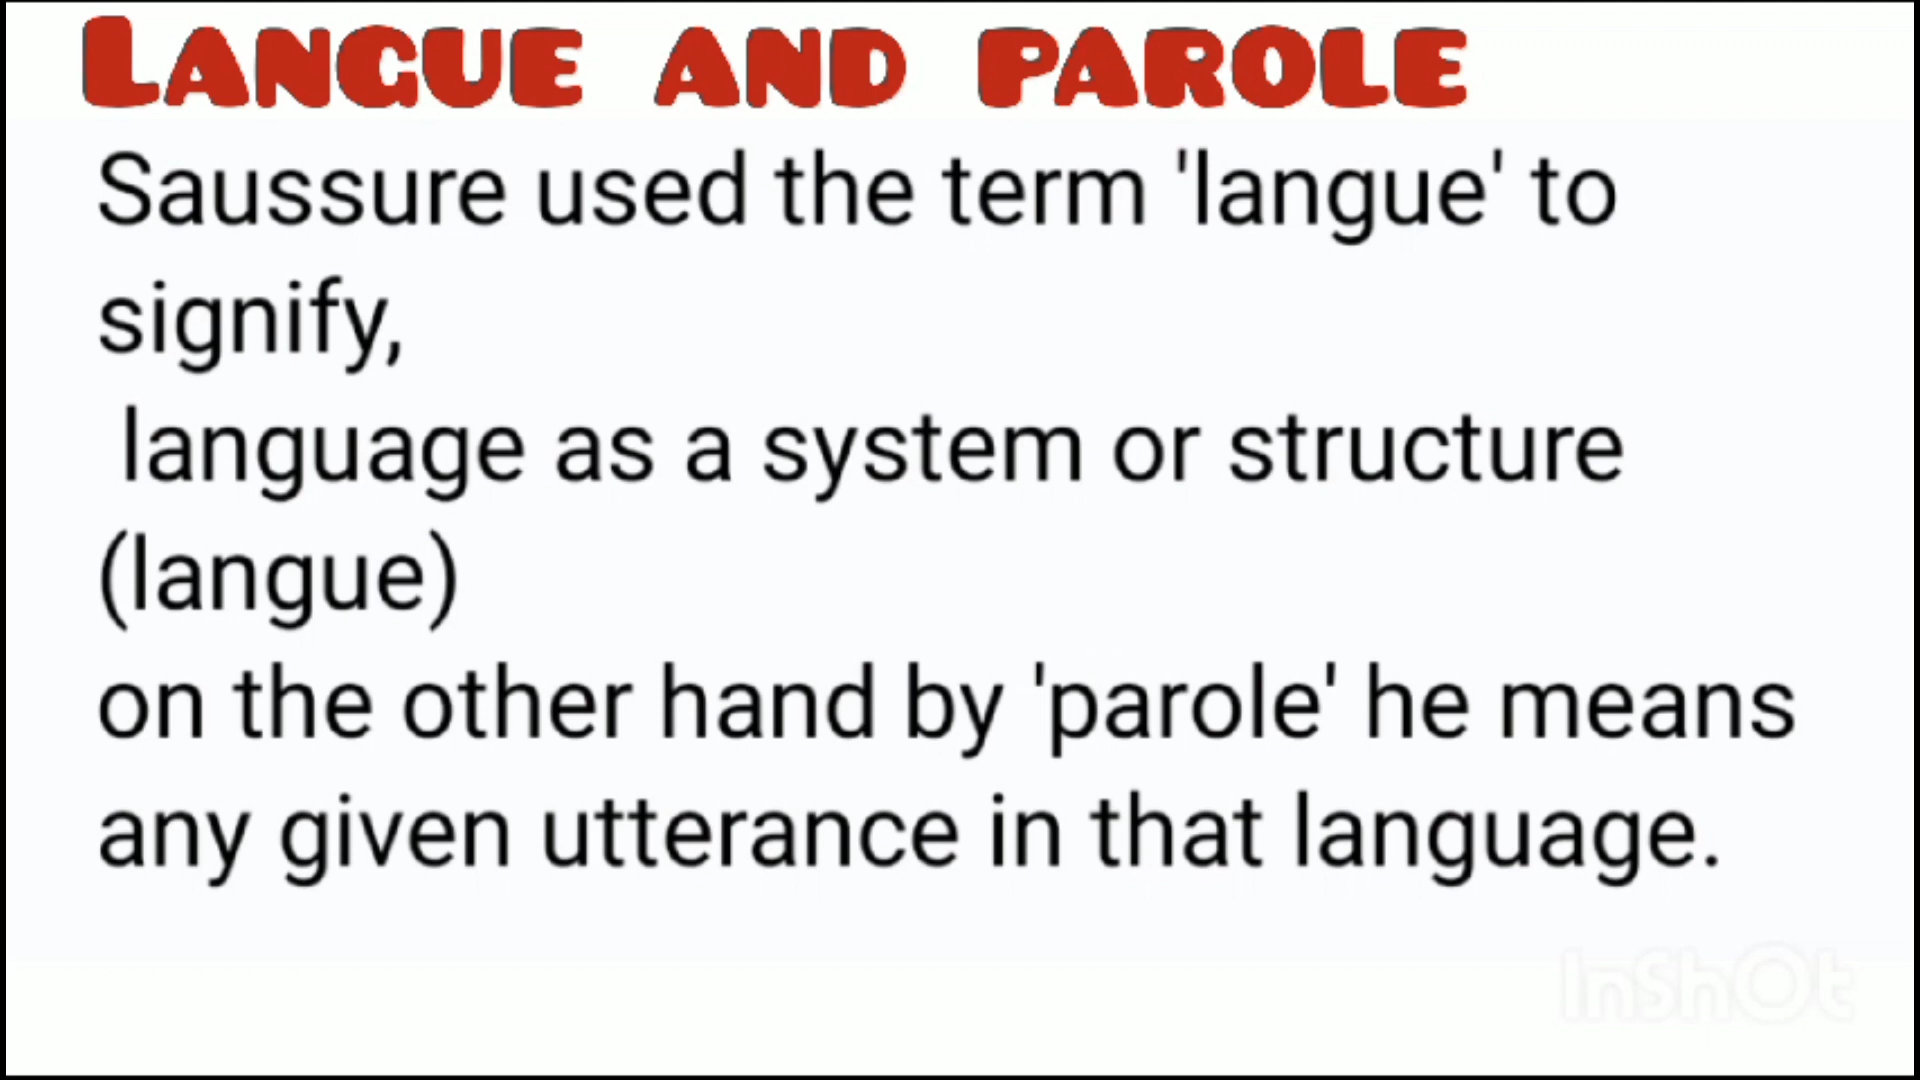 LANGUE AND PAROLE
Saussure used the term 'langue' to
signify,
language as a system or structure
(langue)
on the other hand by 'parole' he means
any given utterance in that language.
InShOt